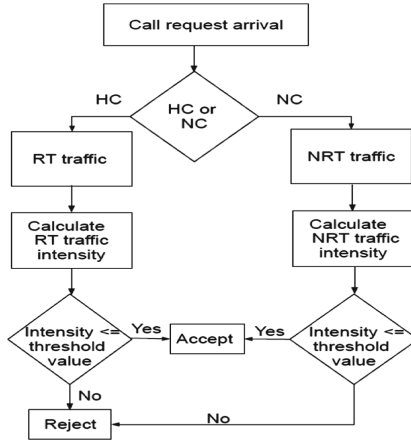 Call request arrival
HC
NC
HC or
NC
RT traffic
NRT traffic
Calculate
RT traffic
intensity
Calculate
NRT traffic
intensity
Intensity <=
threshold
value
Yes
Accept
Yes
Intensity <=
threshold
value
No
No
Reject